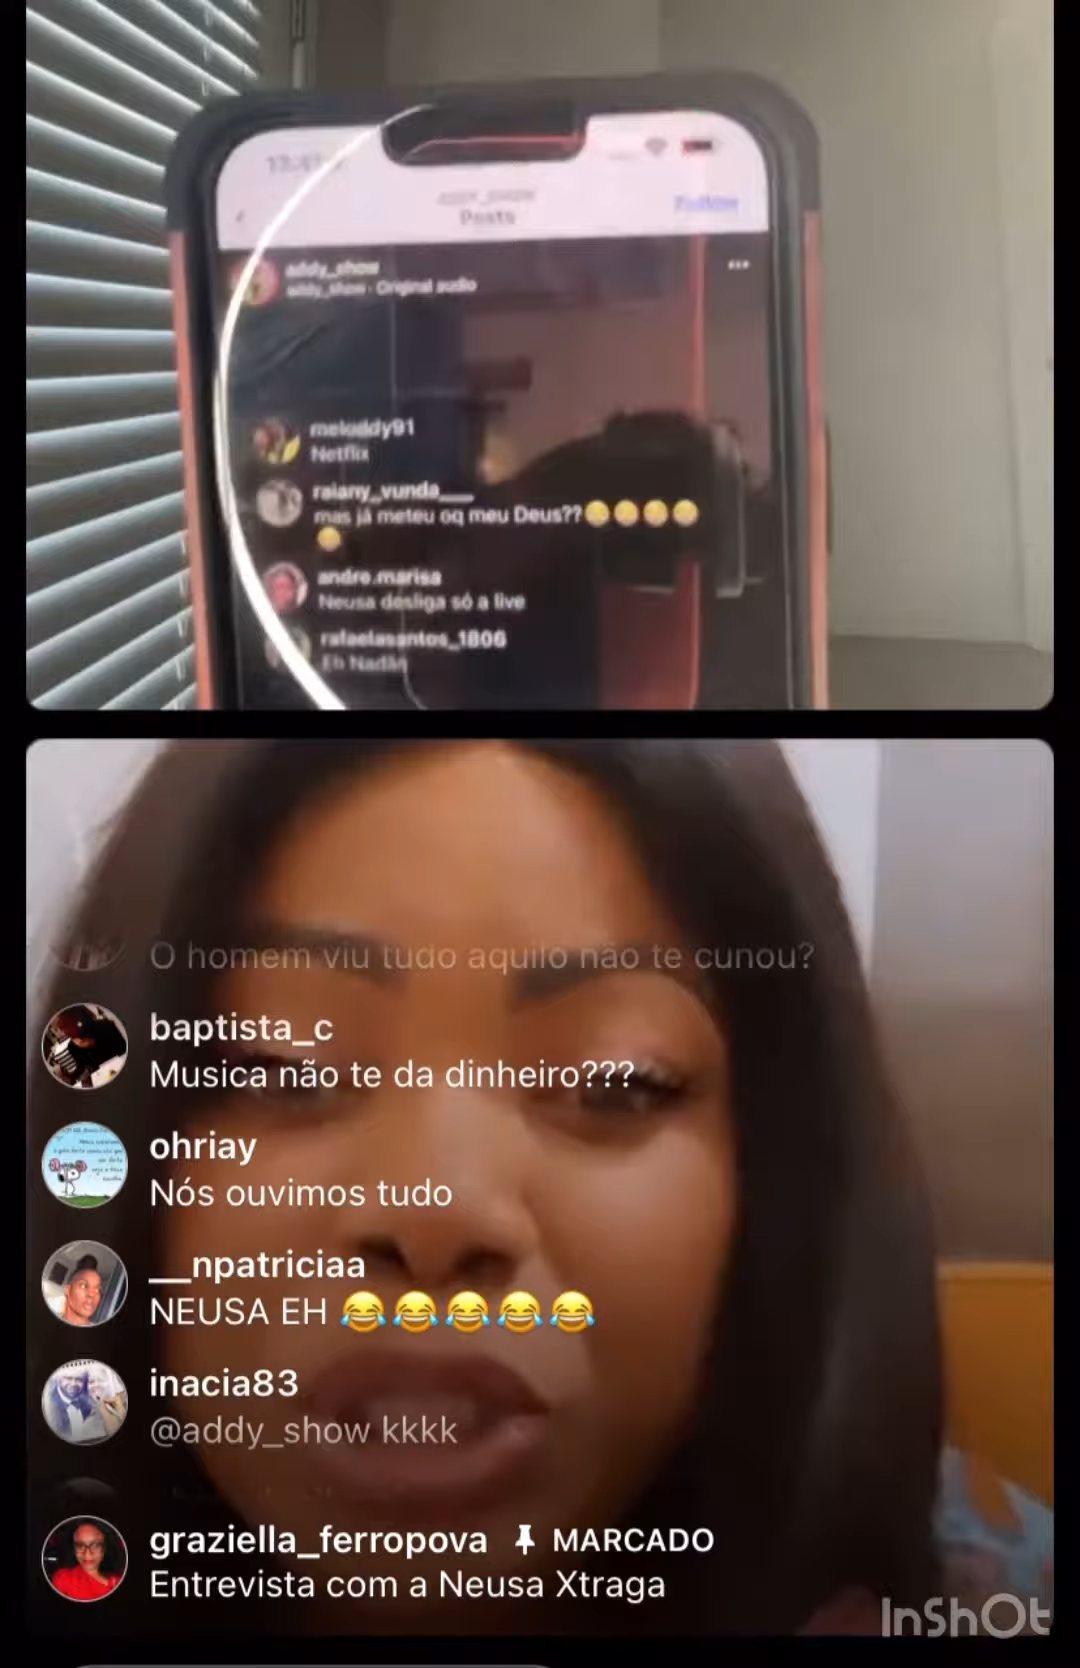 Posts
Follow
addy_show
addy_show · Original audio
meloddy91
Netflix
raiany_vunda___
mas já meteu oq meu Deus??😂😂😂😂
😂
andre.marisa
Neusa desliga só a live
rafaelasantos_1806
Eh Nadân
O homem viu tudo aquilo não te cunou?
baptista_c
Musica não te da dinheiro???
ohriay
Nós ouvimos tudo
__npatriciaa
NEUSA EH 😂😂😂😂😂
inacia83
@addy_show kkkk
graziella_ferropova MARCADO
Entrevista com a Neusa Xtraga
InShOt